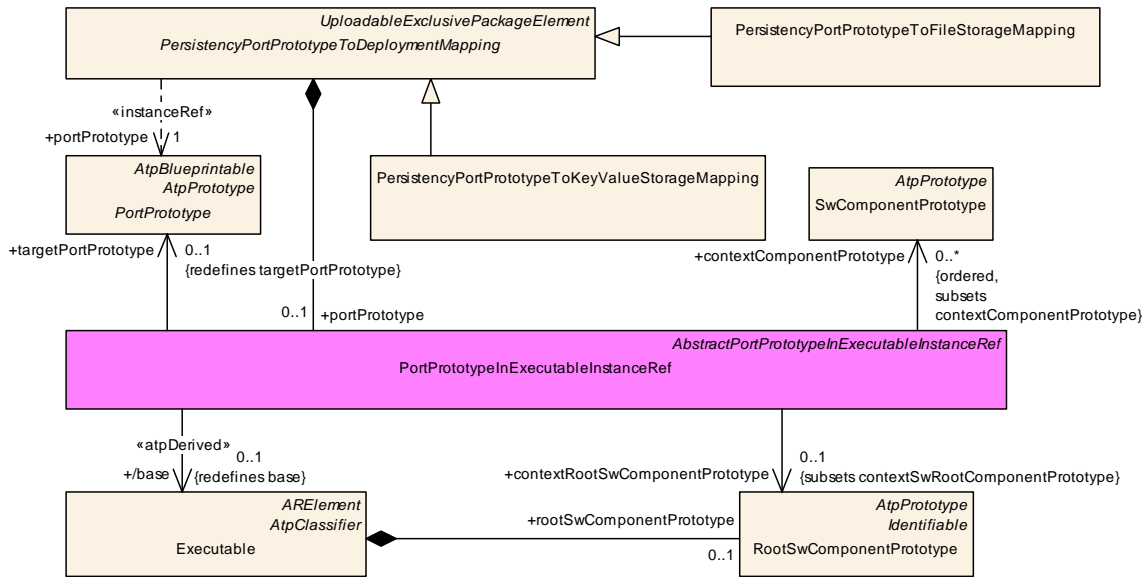 UploadableExclusivePackageElement
PersistencyPortPrototypeToDeploymentMapping
PersistencyPortPrototypeToFileStorageMapping
«instanceRef»
+portPrototype 1
AtpBlueprintable
AtpPrototype
PortPrototype
PersistencyPortPrototypeToKeyValueStorageMapping
AtpPrototype
SwComponentPrototype
+targetPortPrototype 0..1
{redefines targetPortPrototype}
+contextComponentPrototype 0..*
{ordered,
subsets
contextComponentPrototype}
0..1 +portPrototype
AbstractPortPrototypeInExecutableInstanceRef
PortPrototypeInExecutableInstanceRef
«atpDerived»
0..1
+/base {redefines base}
0..1
+contextRootSwComponentPrototype {subsets contextSwRootComponentPrototype}
ARElement
AtpClassifier
Executable
+rootSwComponentPrototype
0..1
AtpPrototype
Identifiable
RootSwComponentPrototype